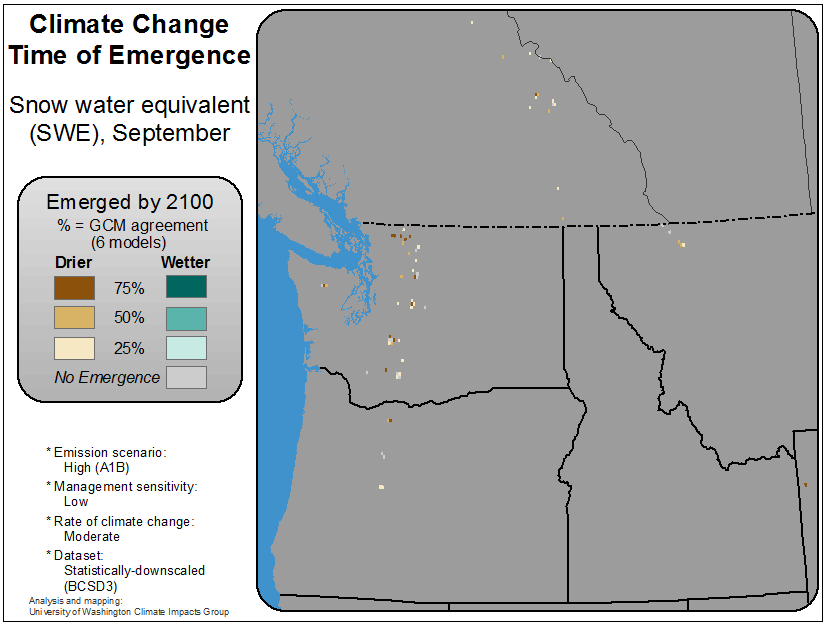 Climate Change
Time of Emergence
Snow water equivalent
(SWE), September
Emerged by 2100
% = GCM agreement
(6 models)
Drier Wetter
75%
50%
25%
No Emergence
* Emission scenario:
High (A1B)
* Management sensitivity:
Low
* Rate of climate change:
Moderate
* Dataset:
Statistically-downscaled
(BCSD3)
Analysis and mapping:
University of Washington Climate Impacts Group